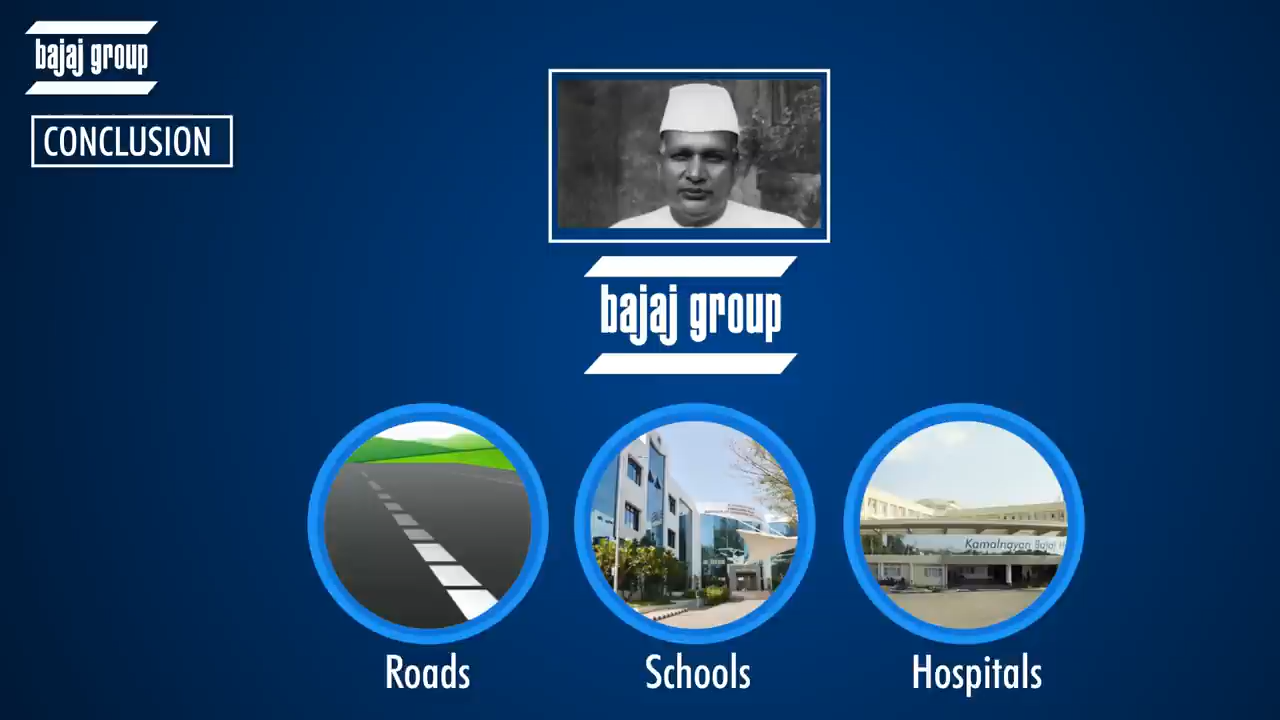 bajaj group
CONCLUSION
bajaj group
Kamalnayan Bajaj
Roads
Schools
Hospitals